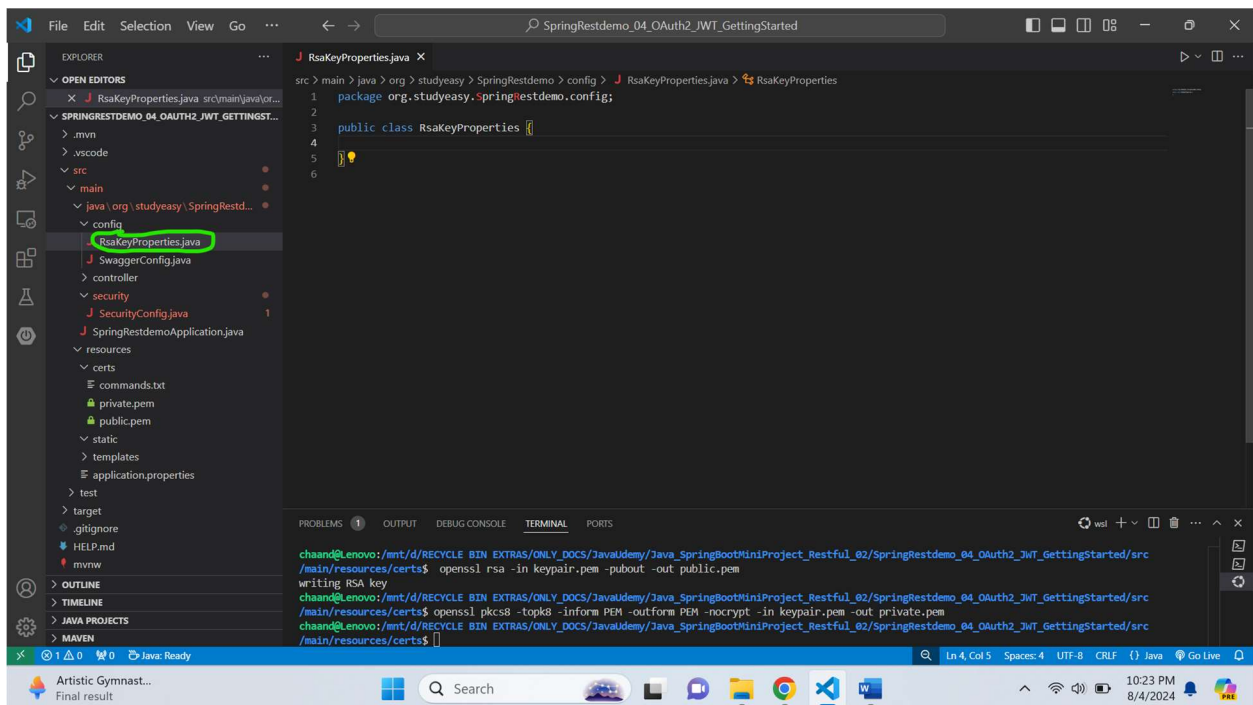 File Edit Selection View Go ··· SpringRestdemo_04_OAuth2_JWT_GettingStarted
EXPLORER ···
OPEN EDITORS
RsaKeyProperties.java src\main\java\or...
SPRINGRESTDEMO_04_OAUTH2_JWT_GETTINGST...
.mvn
.vscode
src
main
java\org\studyeasy\SpringRestd...
config
RsaKeyProperties.java
SwaggerConfig.java
controller
security
SecurityConfig.java 1
SpringRestdemoApplication.java
resources
certs
commands.txt
private.pem
public.pem
static
templates
application.properties
test
target
.gitignore
HELP.md
mvnw
OUTLINE
TIMELINE
JAVA PROJECTS
MAVEN
J RsaKeyProperties.java ×
src > main > java > org > studyeasy > SpringRestdemo > config > J RsaKeyProperties.java > RsaKeyProperties
1 package org.studyeasy.SpringRestdemo.config;
2
3 public class RsaKeyProperties {
4
5 }
6
PROBLEMS 1 OUTPUT DEBUG CONSOLE TERMINAL PORTS wsl
chaand@Lenovo:/mnt/d/RECYCLE BIN EXTRAS/ONLY_DOCS/JavaUdemy/Java_SpringBootMiniProject_Restful_02/SpringRestdemo_04_OAuth2_JWT_GettingStarted/src
/main/resources/certs$ openssl rsa -in keypair.pem -pubout -out public.pem
writing RSA key
chaand@Lenovo:/mnt/d/RECYCLE BIN EXTRAS/ONLY_DOCS/JavaUdemy/Java_SpringBootMiniProject_Restful_02/SpringRestdemo_04_OAuth2_JWT_GettingStarted/src
/main/resources/certs$ openssl pkcs8 -topk8 -inform PEM -outform PEM -nocrypt -in keypair.pem -out private.pem
chaand@Lenovo:/mnt/d/RECYCLE BIN EXTRAS/ONLY_DOCS/JavaUdemy/Java_SpringBootMiniProject_Restful_02/SpringRestdemo_04_OAuth2_JWT_GettingStarted/src
/main/resources/certs$
1 0 0 Java: Ready Ln 4, Col 5 Spaces: 4 UTF-8 CRLF {} Java Go Live
Artistic Gymnast...
Final result
Search
10:23 PM
8/4/2024
PRE